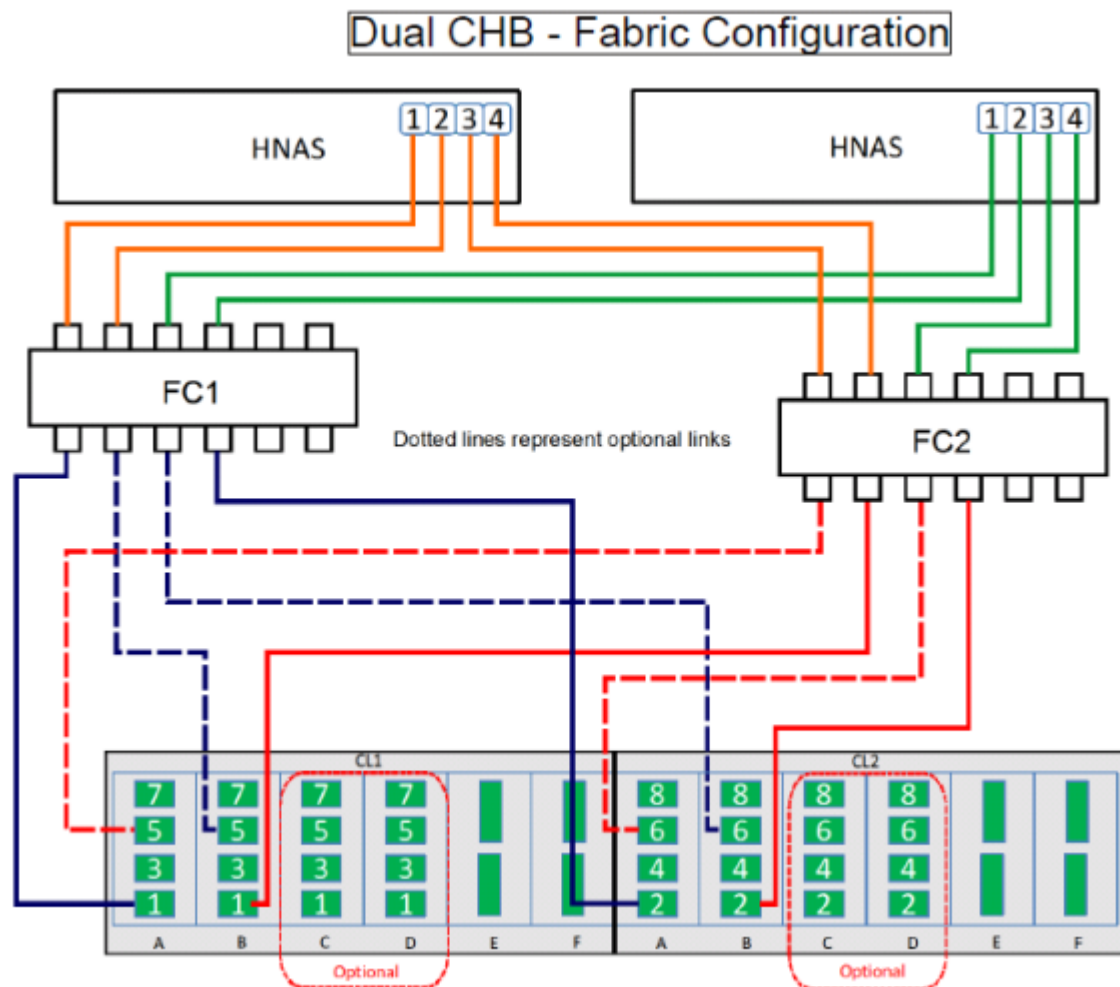 Dual CHB - Fabric Configuration
HNAS
1 2 3 4
HNAS
1 2 3 4
FC1
Dotted lines represent optional links
FC2
CL1
CL2
7 7 7 7 8 8 8 8
5 5 5 5 6 6 6 6
3 3 3 3 4 4 4 4
1 1 1 1 2 2 2 2
A B C D E F A B C D E F
Optional
Optional